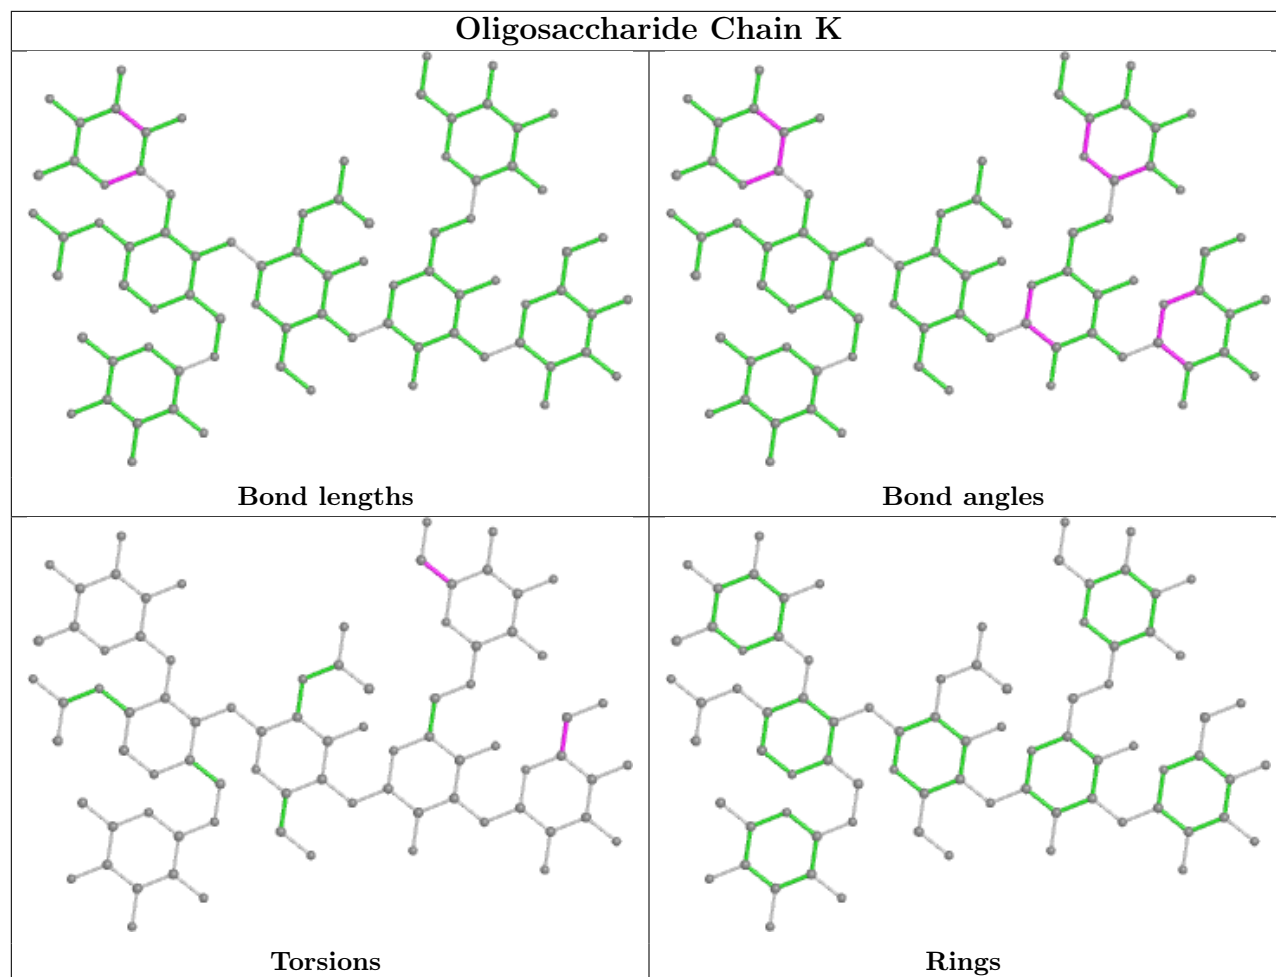 Oligosaccharide Chain K
Bond lengths
Bond angles
Torsions
Rings